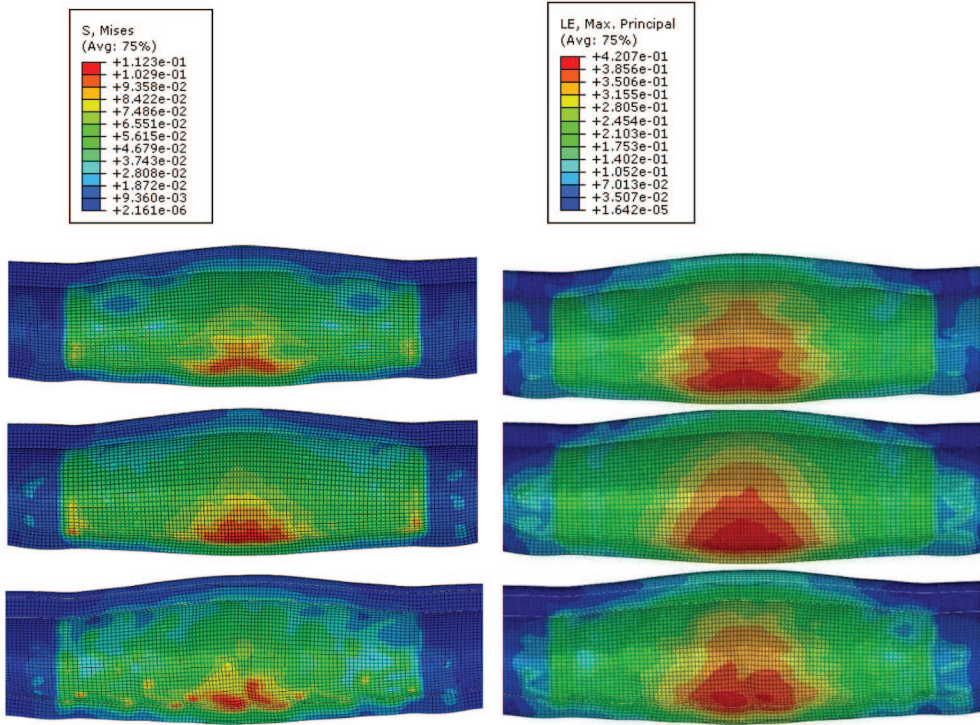 S, Mises
(Avg: 75%)
+1.123e-01
+1.029e-01
+9.358e-02
+8.422e-02
+7.486e-02
+6.551e-02
+5.615e-02
+4.679e-02
+3.743e-02
+2.808e-02
+1.872e-02
+9.360e-03
+2.161e-06
LE, Max. Principal
(Avg: 75%)
+4.207e-01
+3.856e-01
+3.506e-01
+3.155e-01
+2.805e-01
+2.454e-01
+2.103e-01
+1.753e-01
+1.402e-01
+1.052e-01
+7.013e-02
+3.507e-02
+1.642e-05